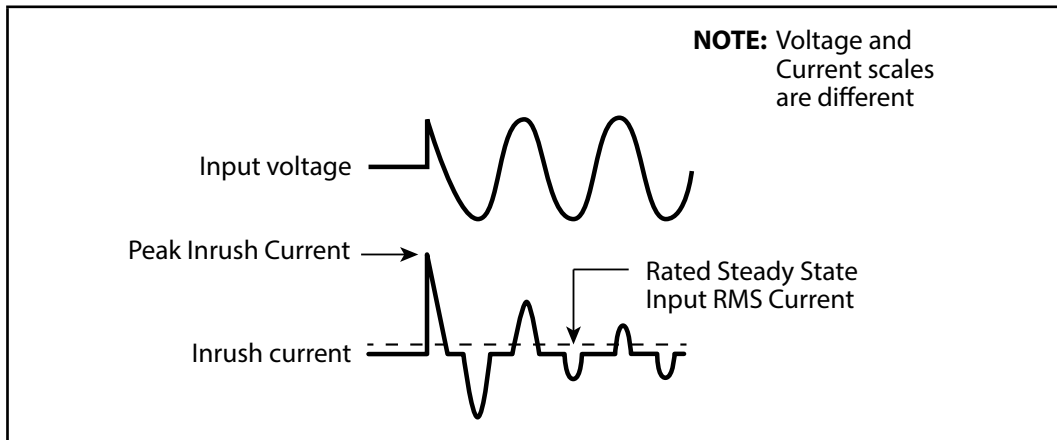 NOTE: Voltage and
Current scales
are different
Input voltage
Peak Inrush Current
Rated Steady State
Input RMS Current
Inrush current